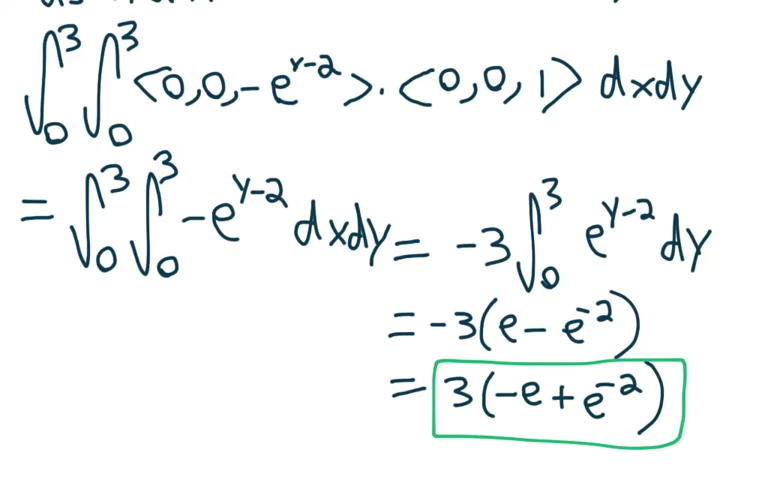 ∫₀³ ∫₀³ <0,0,-e^(y-2)> · <0,0,1> dxdy
= ∫₀³ ∫₀³ -e^(y-2) dxdy = -3 ∫₀³ e^(y-2) dy
= -3(e - e^(-2))
= 3(-e + e^(-2))